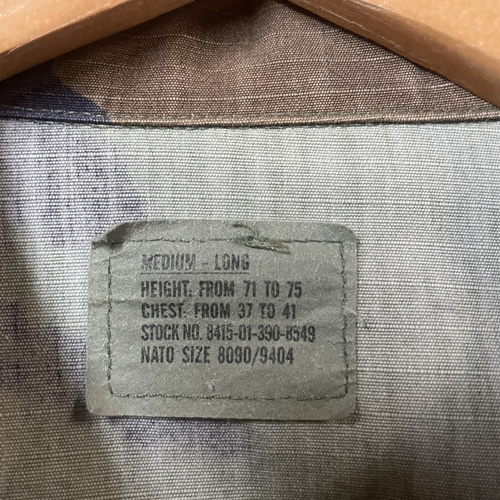 MEDIUM - LONG
HEIGHT: FROM 71 TO 75
CHEST: FROM 37 TO 41
STOCK NO. 8415-01-390-8549
NATO SIZE 8090/9404